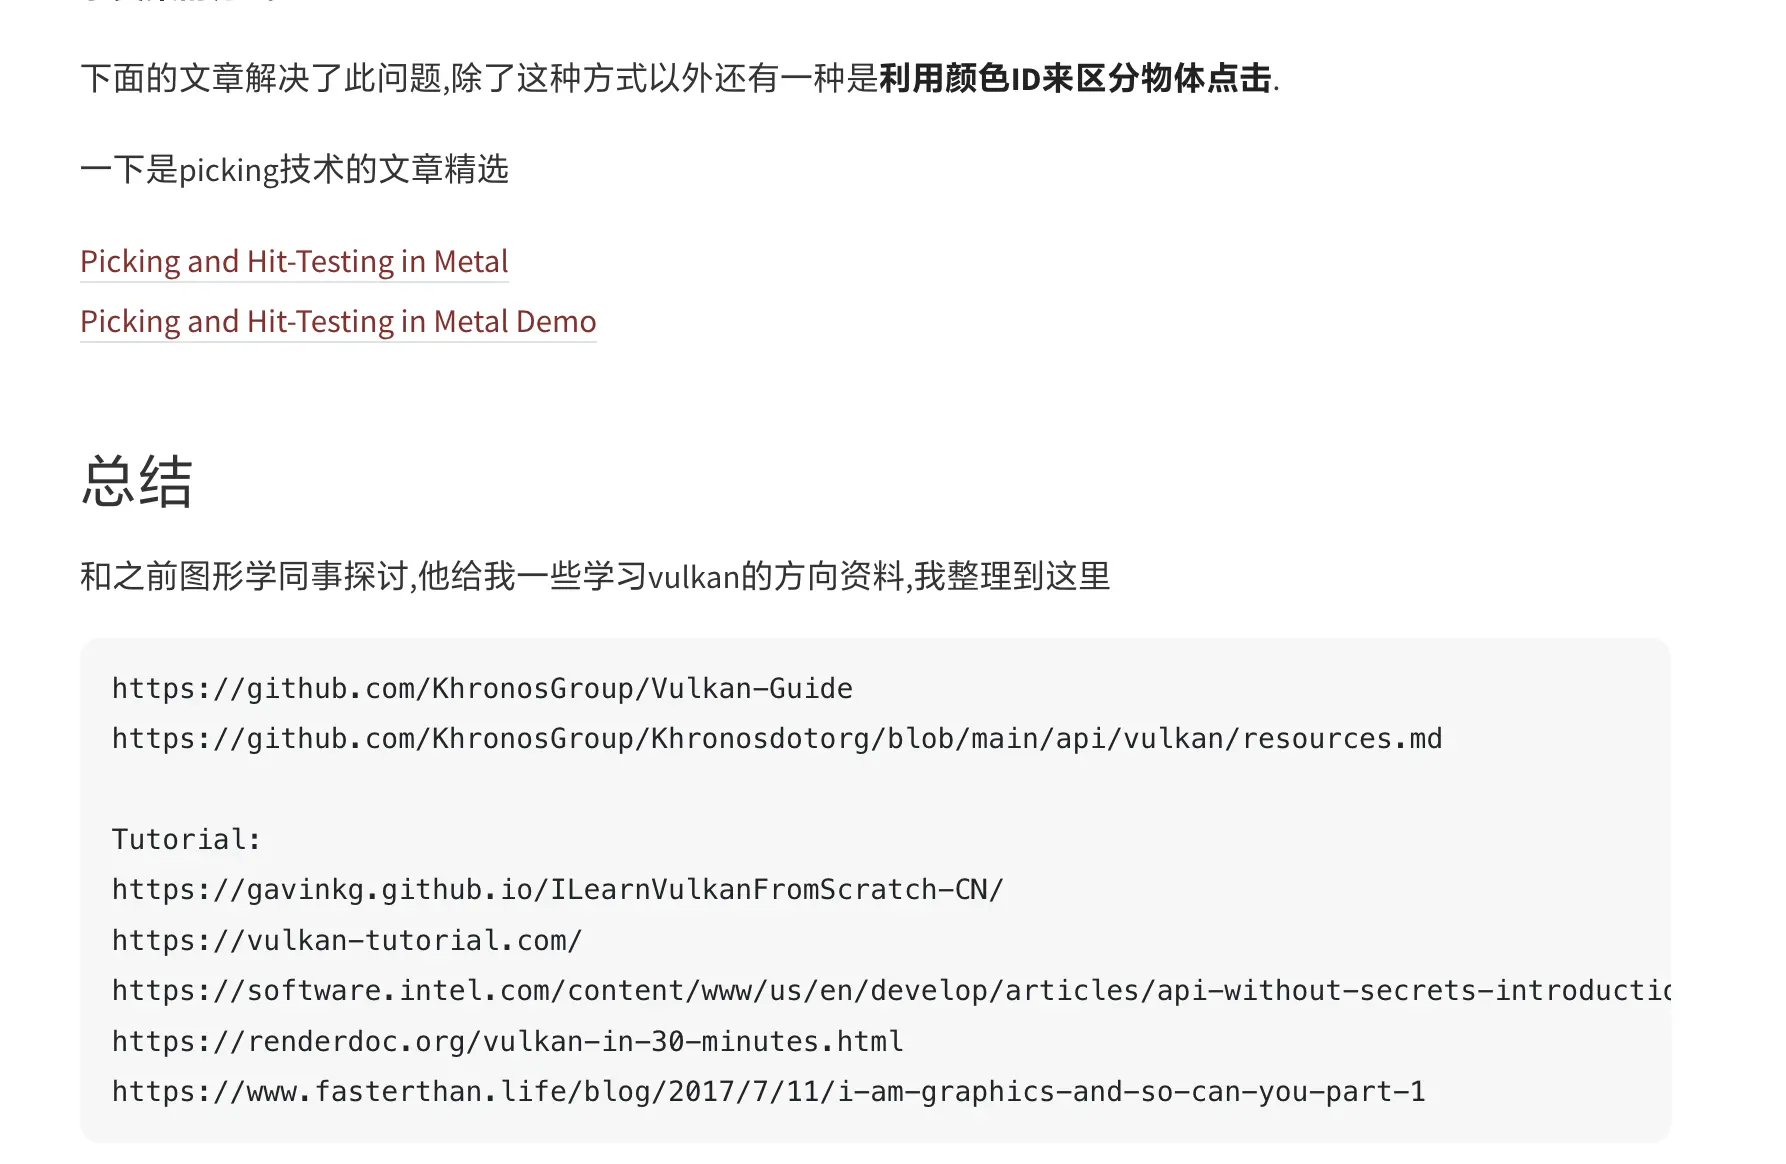 下面的文章解决了此问题,除了这种方式以外还有一种是利用颜色ID来区分物体点击.
一下是picking技术的文章精选
Picking and Hit-Testing in Metal
Picking and Hit-Testing in Metal Demo
总结
和之前图形学同事探讨,他给我一些学习vulkan的方向资料,我整理到这里
https://github.com/KhronosGroup/Vulkan-Guide
https://github.com/KhronosGroup/Khronosdotorg/blob/main/api/vulkan/resources.md
Tutorial:
https://gavinkg.github.io/ILearnVulkanFromScratch-CN/
https://vulkan-tutorial.com/
https://software.intel.com/content/www/us/en/develop/articles/api-without-secrets-introductio
https://renderdoc.org/vulkan-in-30-minutes.html
https://www.fasterthan.life/blog/2017/7/11/i-am-graphics-and-so-can-you-part-1